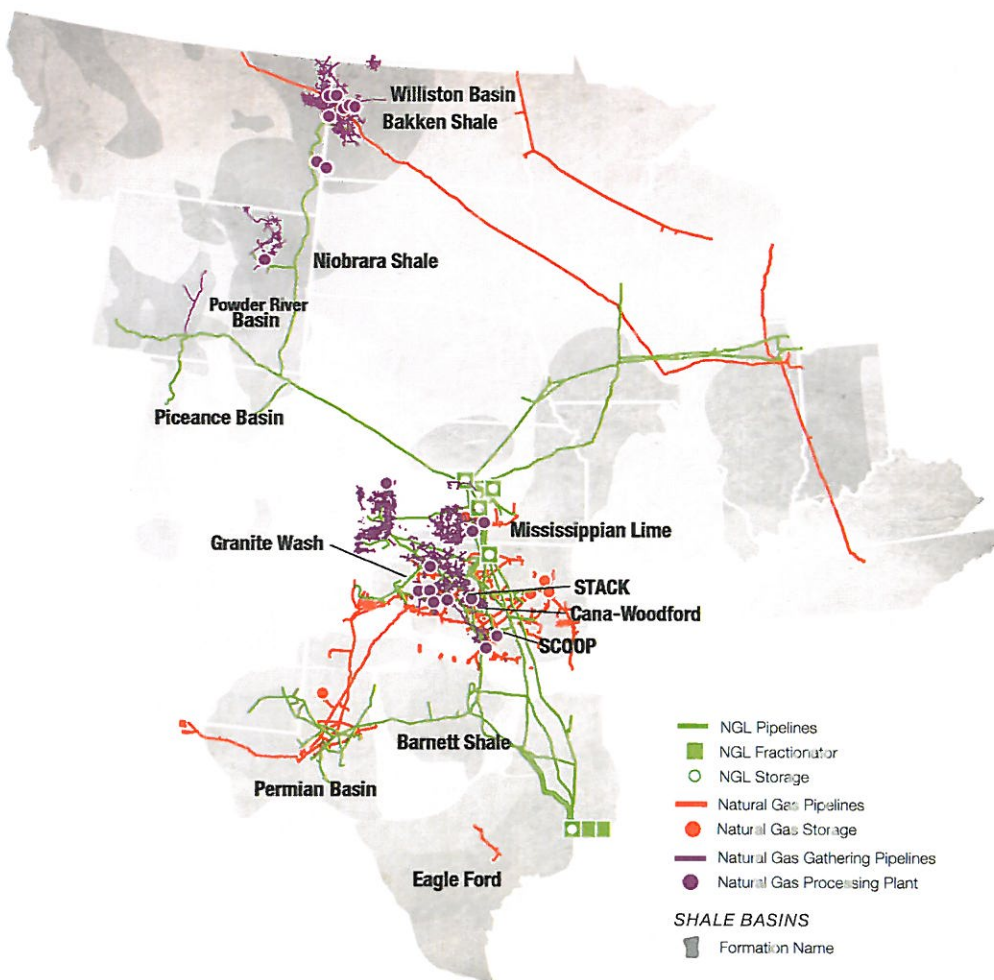 Williston Basin
Bakken Shale
Niobrara Shale
Powder River
Basin
Piceance Basin
Mississippian Lime
Granite Wash
STACK
Cana-Woodford
SCOOP
Barnett Shale
Permian Basin
Eagle Ford
NGL Pipelines
NGL Fractionator
NGL Storage
Natural Gas Pipelines
Natural Gas Storage
Natural Gas Gathering Pipelines
Natural Gas Processing Plant
SHALE BASINS
Formation Name